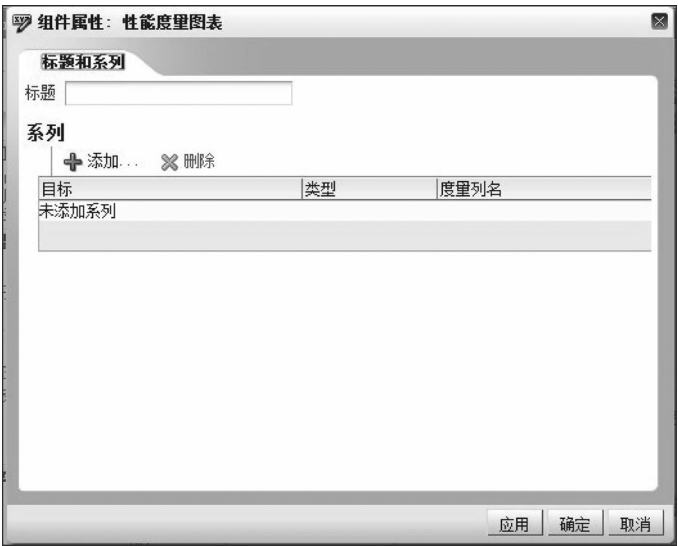 组件属性：性能度里图表
标题和系列
标题
系列
添加...
删除
目标 类型 度量列名
未添加系列
应用 确定 取消